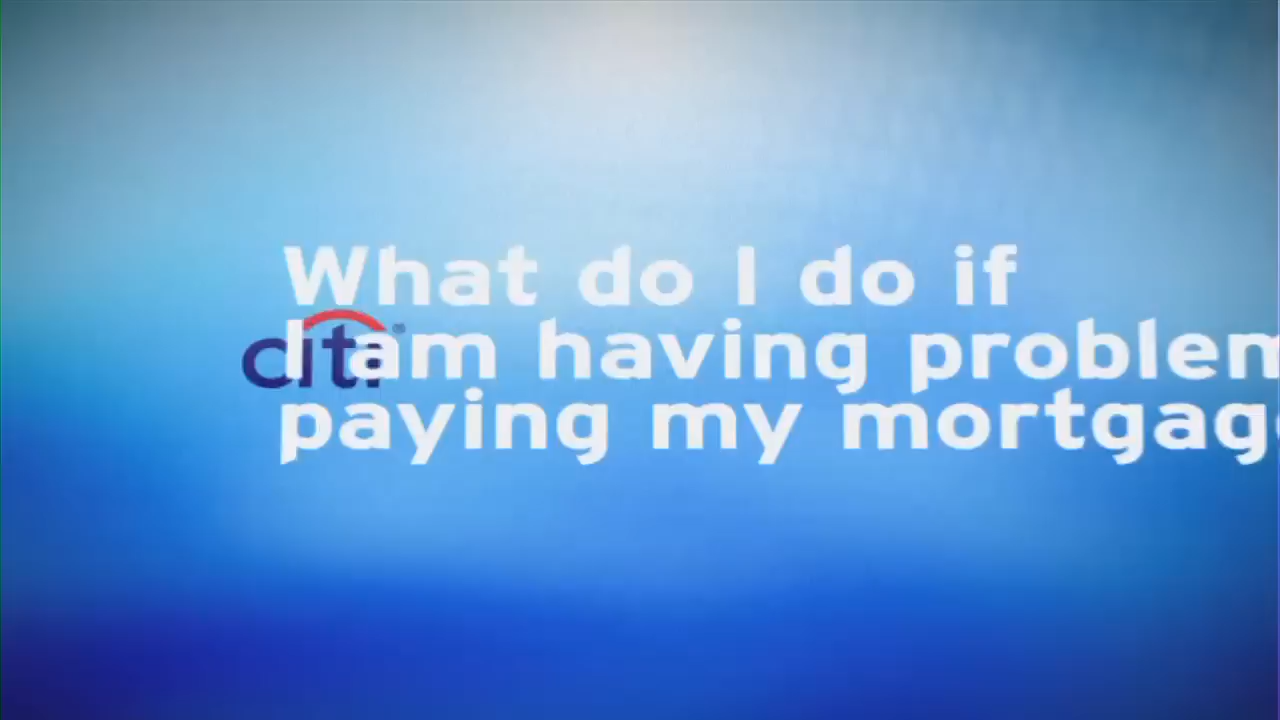 What do I do if
I am having problem
paying my mortgag
citi®